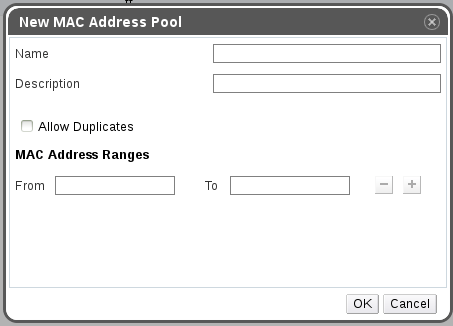 New MAC Address Pool
Name
Description
Allow Duplicates
MAC Address Ranges
From To
OK Cancel